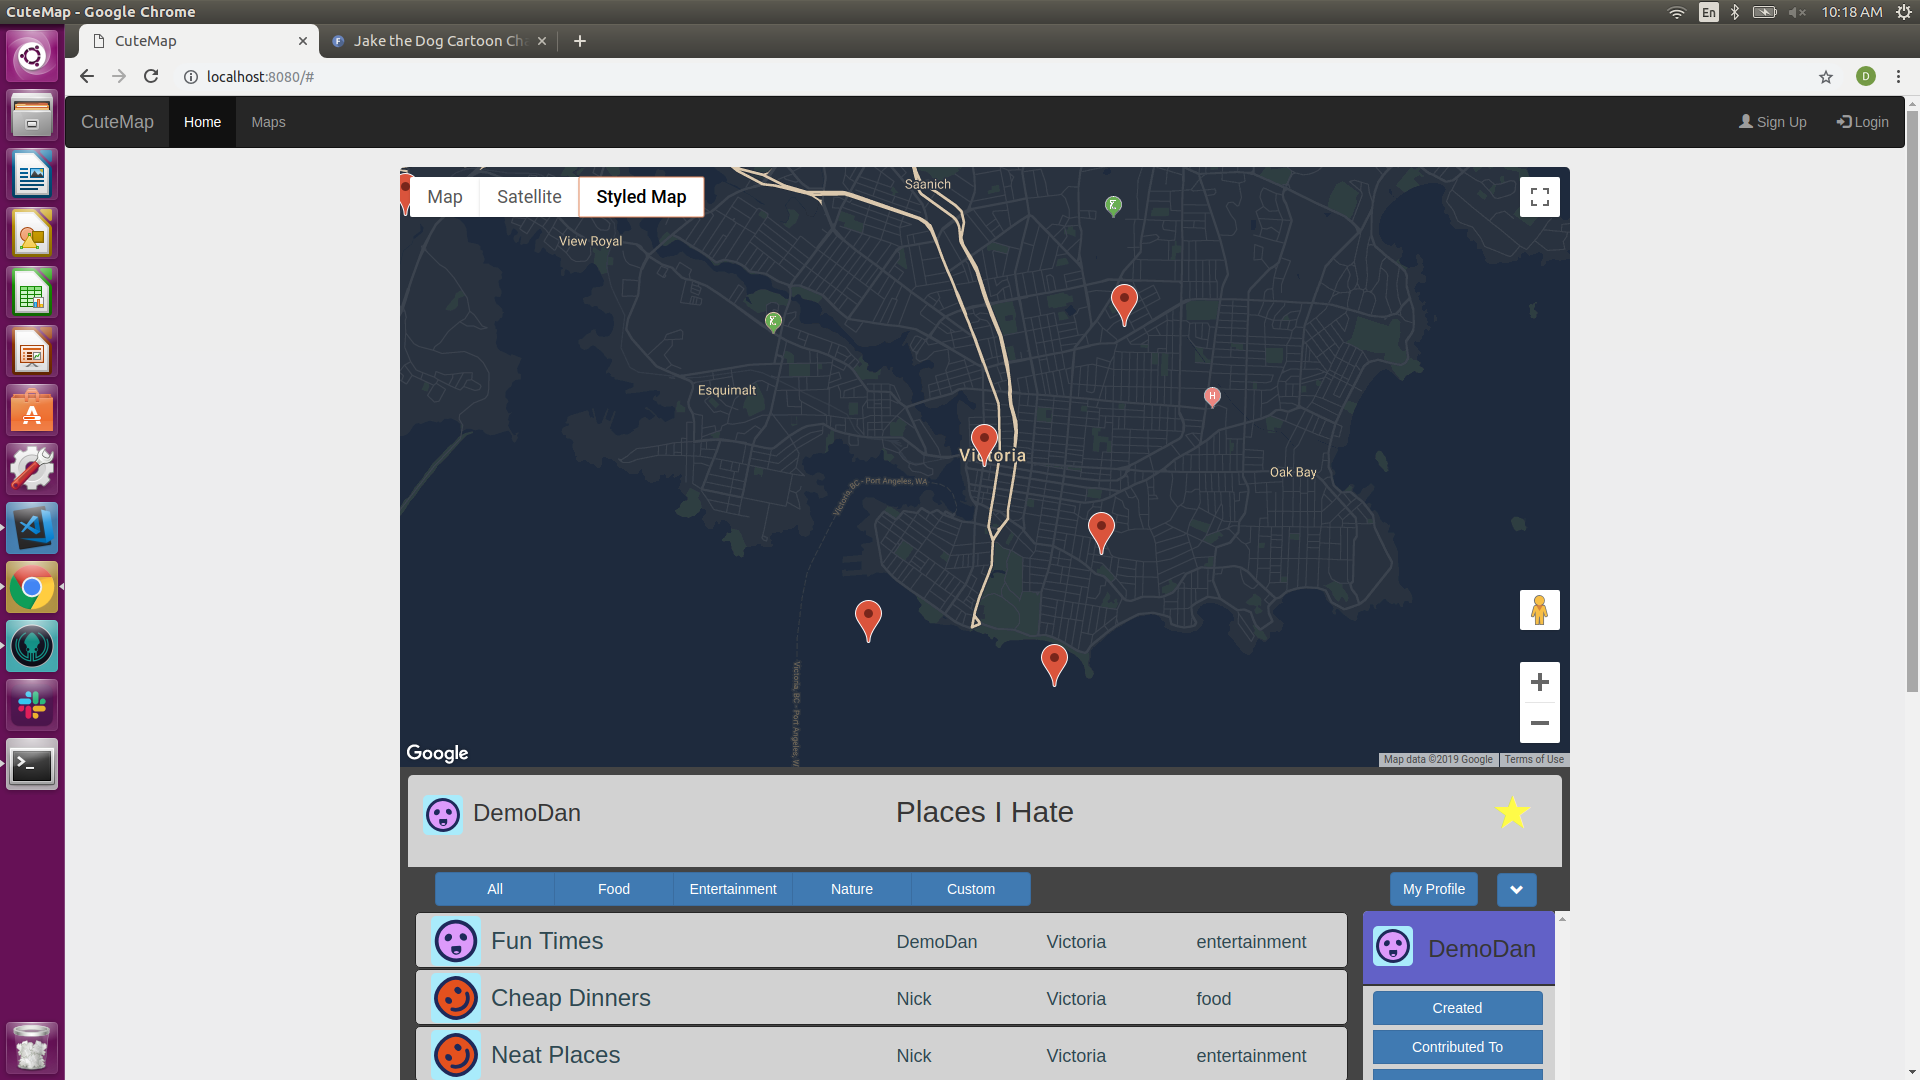 CuteMap - Google Chrome
En
10:18 AM
CuteMap
Jake the Dog Cartoon Ch
localhost:8080/#
D
CuteMap
Home
Maps
Sign Up
Login
Map
Satellite
Styled Map
Saanich
View Royal
Esquimalt
H
Victoria
Oak Bay
Victoria, BC - Port Angeles, WA
Victoria, BC - Port Angeles, W
Google
Map data ©2019 Google
Terms of Use
DemoDan
Places I Hate
All
Food
Entertainment
Nature
Custom
My Profile
Fun Times
DemoDan
Victoria
entertainment
DemoDan
Cheap Dinners
Nick
Victoria
food
Created
Neat Places
Nick
Victoria
entertainment
Contributed To